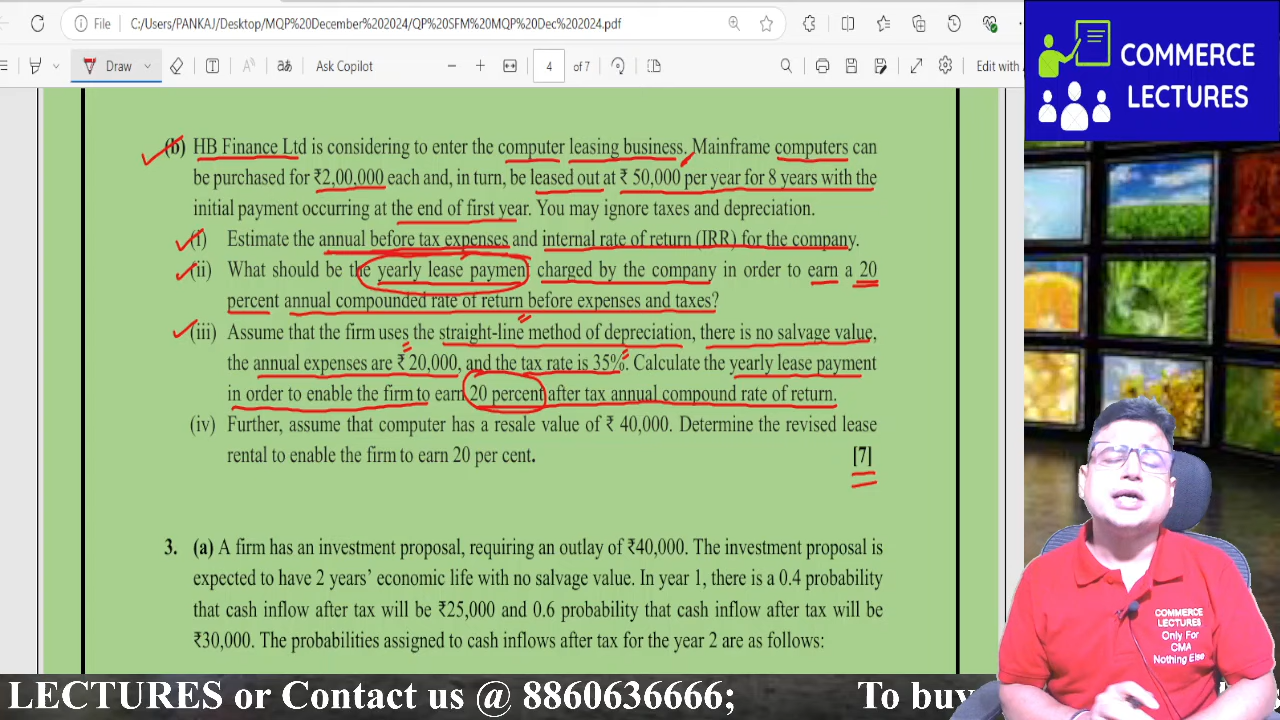 File
C:/Users/PANKAJ/Desktop/MQP%20December%202024/QP%20SFM%20MQP%20Dec%202024.pdf
Draw
Ask Copilot
4
of 7
Edit with
COMMERCE
LECTURES
(b) HB Finance Ltd is considering to enter the computer leasing business. Mainframe computers can
be purchased for ₹2,00,000 each and, in turn, be leased out at ₹ 50,000 per year for 8 years with the
initial payment occurring at the end of first year. You may ignore taxes and depreciation.
(i) Estimate the annual before tax expenses and internal rate of return (IRR) for the company.
(ii) What should be the yearly lease payment charged by the company in order to earn a 20
percent annual compounded rate of return before expenses and taxes?
(iii) Assume that the firm uses the straight-line method of depreciation, there is no salvage value,
the annual expenses are ₹ 20,000, and the tax rate is 35%. Calculate the yearly lease payment
in order to enable the firm to earn 20 percent after tax annual compound rate of return.
(iv) Further, assume that computer has a resale value of ₹ 40,000. Determine the revised lease
rental to enable the firm to earn 20 per cent.
[7]
3. (a) A firm has an investment proposal, requiring an outlay of ₹40,000. The investment proposal is
expected to have 2 years' economic life with no salvage value. In year 1, there is a 0.4 probability
that cash inflow after tax will be ₹25,000 and 0.6 probability that cash inflow after tax will be
₹30,000. The probabilities assigned to cash inflows after tax for the year 2 are as follows:
COMMERCE
LECTURES
Only For
CMA
Nothing Else
LECTURES or Contact us @ 8860636666;
To buy